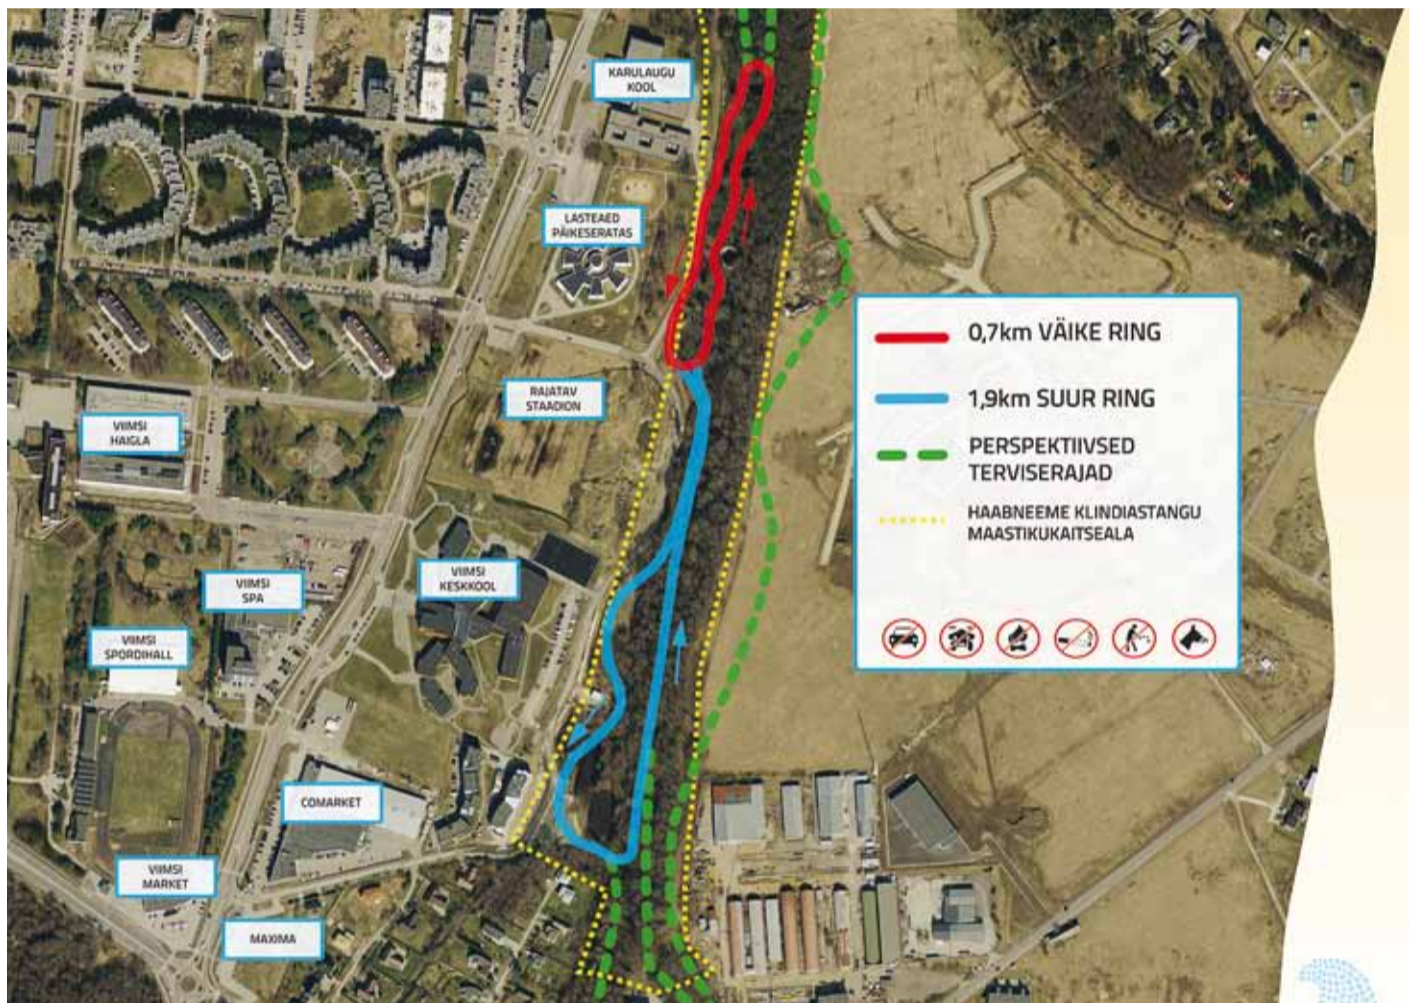 KARULAUGU
KOOL
LASTEAED
PÄIKESERATAS
RAJATAV
STAADION
VIIMSI
HAIGLA
VIIMSI
KESKKOOL
VIIMSI
SPA
VIIMSI
SPORDIHALL
COMARKET
VIIMSI
MARKET
MAXIMA
0,7km VÄIKE RING
1,9km SUUR RING
PERSPEKTIIVSED
TERVISERAJAD
HAABNEEME KLINDIASTANGU
MAASTIKUKAITSEALA